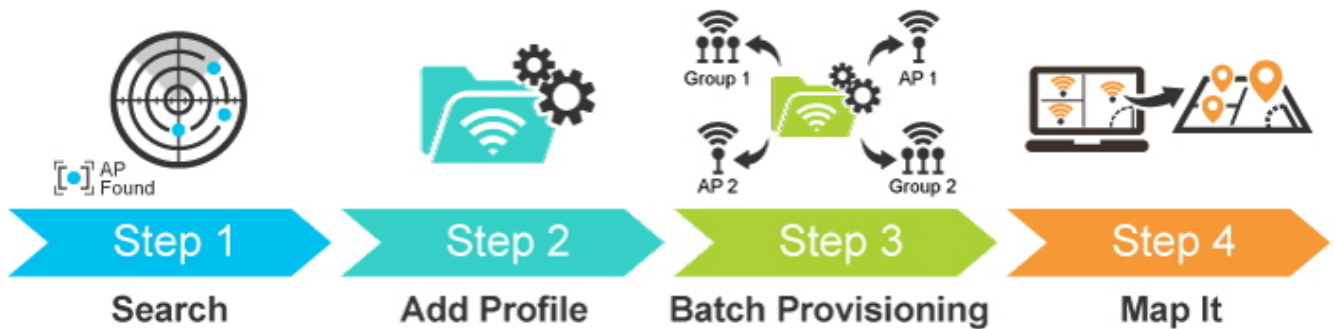 AP
Found
Group 1
AP 1
AP 2
Group 2
Step 1
Step 2
Step 3
Step 4
Search
Add Profile
Batch Provisioning
Map It